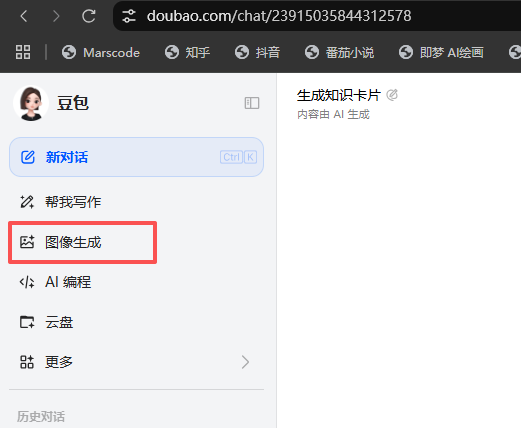 doubao.com/chat/23915035844312578
Marscode 知乎 抖音 番茄小说 即梦 AI绘画
豆包
新对话 Ctrl K
帮我写作
图像生成
AI 编程
云盘
更多
历史对话
生成知识卡片
内容由 AI 生成